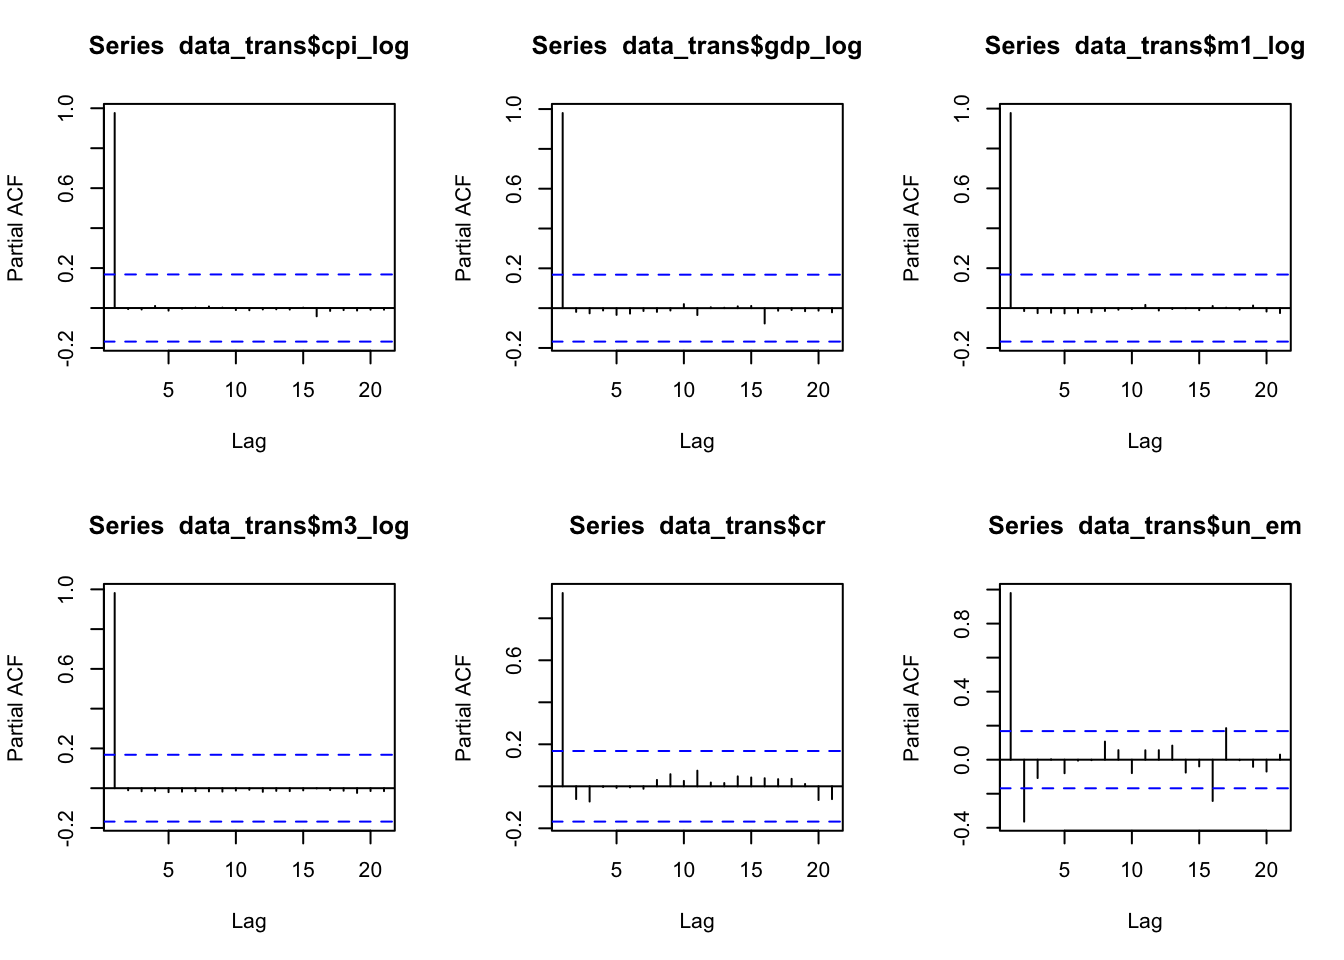 Series  data_trans$cpi_log
Partial ACF
1.0
0.6
0.2
-0.2
5 10 15 20
Lag
Series  data_trans$gdp_log
Partial ACF
1.0
0.6
0.2
-0.2
5 10 15 20
Lag
Series  data_trans$m1_log
Partial ACF
1.0
0.6
0.2
-0.2
5 10 15 20
Lag
Series  data_trans$m3_log
Partial ACF
1.0
0.6
0.2
-0.2
5 10 15 20
Lag
Series  data_trans$cr
Partial ACF
0.6
0.2
-0.2
5 10 15 20
Lag
Series  data_trans$un_em
Partial ACF
0.8
0.4
0.0
-0.4
5 10 15 20
Lag